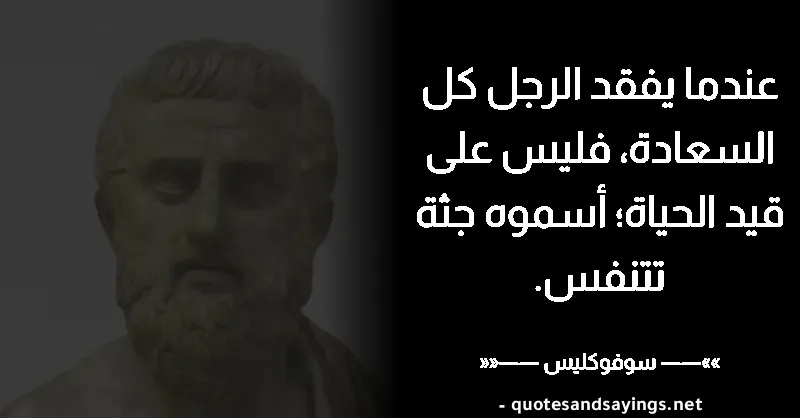 عندما يفقد الرجل كل
السعادة، فليس على
قيد الحياة؛ أسموه جثة
تتنفس.
»»—— سوفوكليس ——««
- quotesandsayings.net